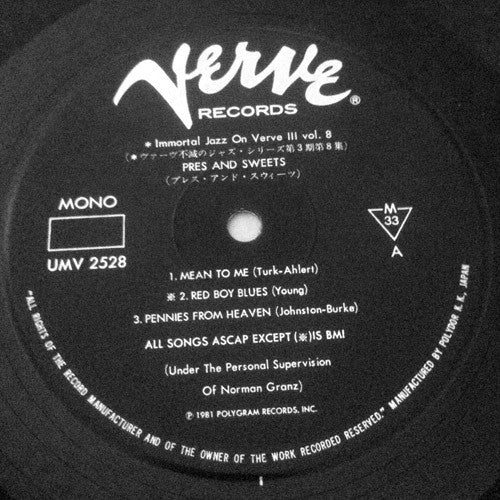 Verve®
RECORDS
* Immortal Jazz On Verve III vol. 8
(*ヴァーヴ不滅のジャズ・シリーズ第3期第8集)
PRES AND SWEETS
(プレス・アンド・スウィーツ)
MONO
UMV 2528
M
33
A
1. MEAN TO ME (Turk-Ahlert)
※ 2. RED BOY BLUES (Young)
3. PENNIES FROM HEAVEN (Johnston-Burke)
ALL SONGS ASCAP EXCEPT (※) IS BMI
(Under The Personal Supervision
Of Norman Granz)
℗ 1981 POLYGRAM RECORDS, INC.
"ALL RIGHTS OF THE RECORD MANUFACTURER AND OF THE OWNER OF THE WORK RECORDED RESERVED." MANUFACTURED BY POLYDOR K.K., JAPAN